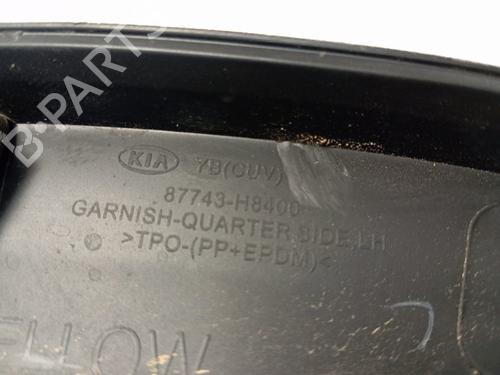 B-PARTS
KIA YB(CUV)
87743-H8400
GARNISH-QUARTER SIDE,LH
>TPO-(PP+EPDM)<